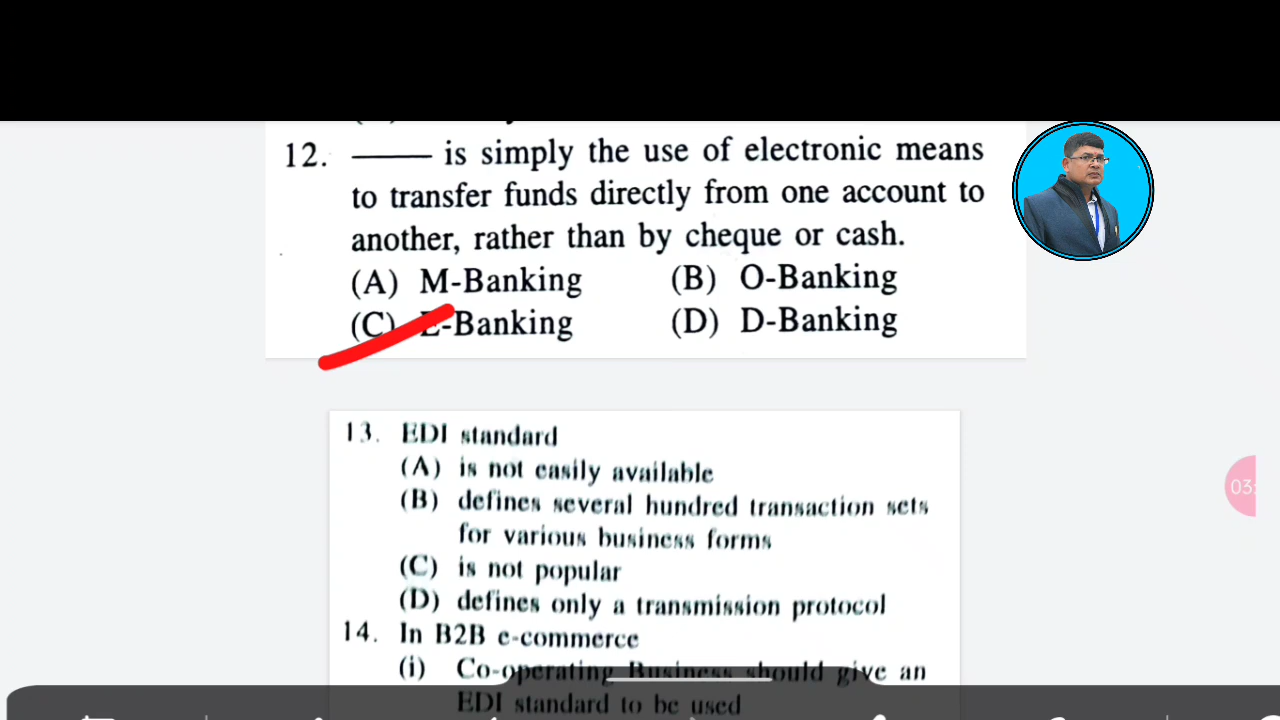 12. ——— is simply the use of electronic means
to transfer funds directly from one account to
another, rather than by cheque or cash.
(A) M-Banking (B) O-Banking
(C) E-Banking (D) D-Banking
13. EDI standard
(A) is not easily available
(B) defines several hundred transaction sets
for various business forms
(C) is not popular
(D) defines only a transmission protocol
14. In B2B e-commerce
(i) Co-operating Business should give an
EDI standard to be used